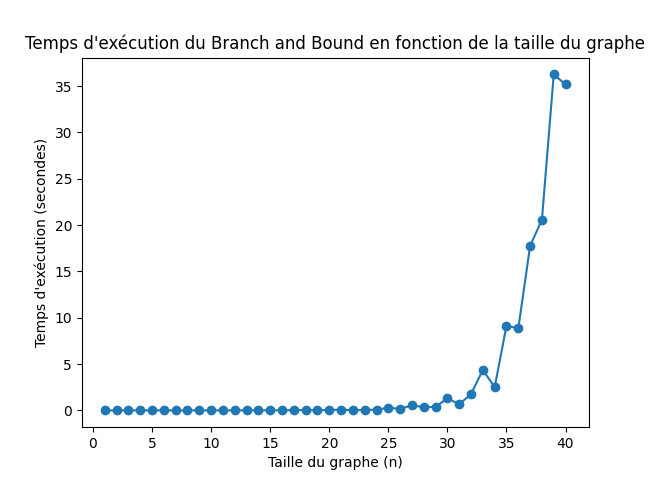 Temps d'exécution du Branch and Bound en fonction de la taille du graphe
Temps d'exécution (secondes)
35
30
25
20
15
10
5
0
0 5 10 15 20 25 30 35 40
Taille du graphe (n)